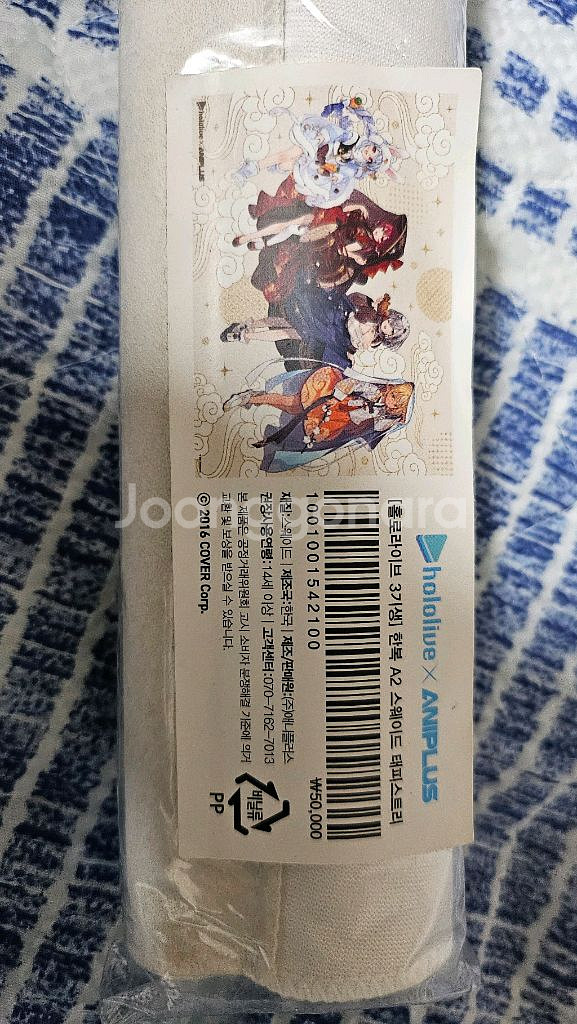 hololive × ANIPLUS
hololive × ANIPLUS
[홀로라이브 3기생] 한복 A2 스웨이드 태피스트리
1001001542100
₩50,000
재질:스웨이드 | 제조국:한국 | 제조/판매원:(주)애니플러스
권장사용연령:14세 이상 | 고객센터:070-7162-7013
본 제품은 공정거래위원회 고시 소비자 분쟁해결 기준에 의거
교환 및 보상을 받으실 수 있습니다.
© 2016 COVER Corp.
비닐류
PP
Joonggonara